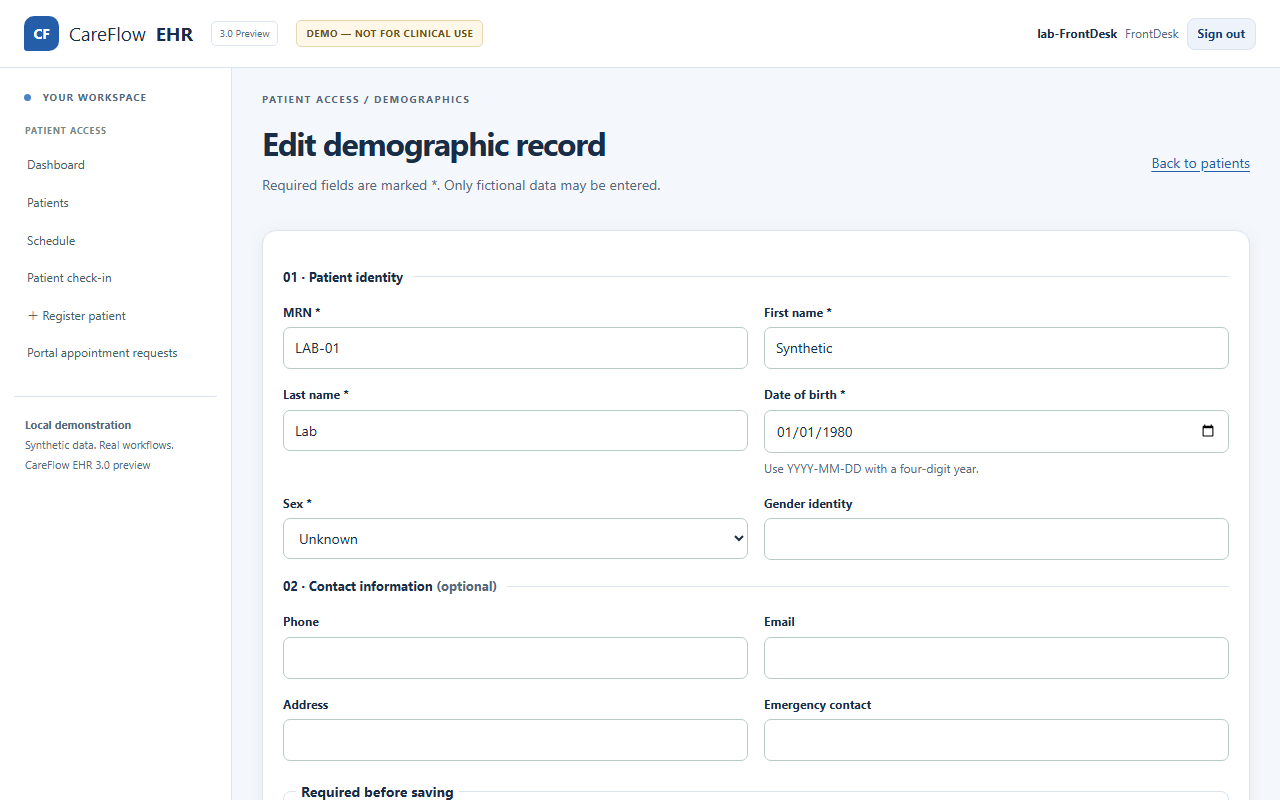 CF CareFlow EHR 3.0 Preview DEMO — NOT FOR CLINICAL USE lab-FrontDesk FrontDesk Sign out
YOUR WORKSPACE
PATIENT ACCESS
Dashboard
Patients
Schedule
Patient check-in
+ Register patient
Portal appointment requests
Local demonstration
Synthetic data. Real workflows.
CareFlow EHR 3.0 preview
PATIENT ACCESS / DEMOGRAPHICS
Edit demographic record
Back to patients
Required fields are marked *. Only fictional data may be entered.
01 · Patient identity
MRN * First name *
LAB-01 Synthetic
Last name * Date of birth *
Lab 01/01/1980
Use YYYY-MM-DD with a four-digit year.
Sex * Gender identity
Unknown
02 · Contact information (optional)
Phone Email
Address Emergency contact
Required before saving